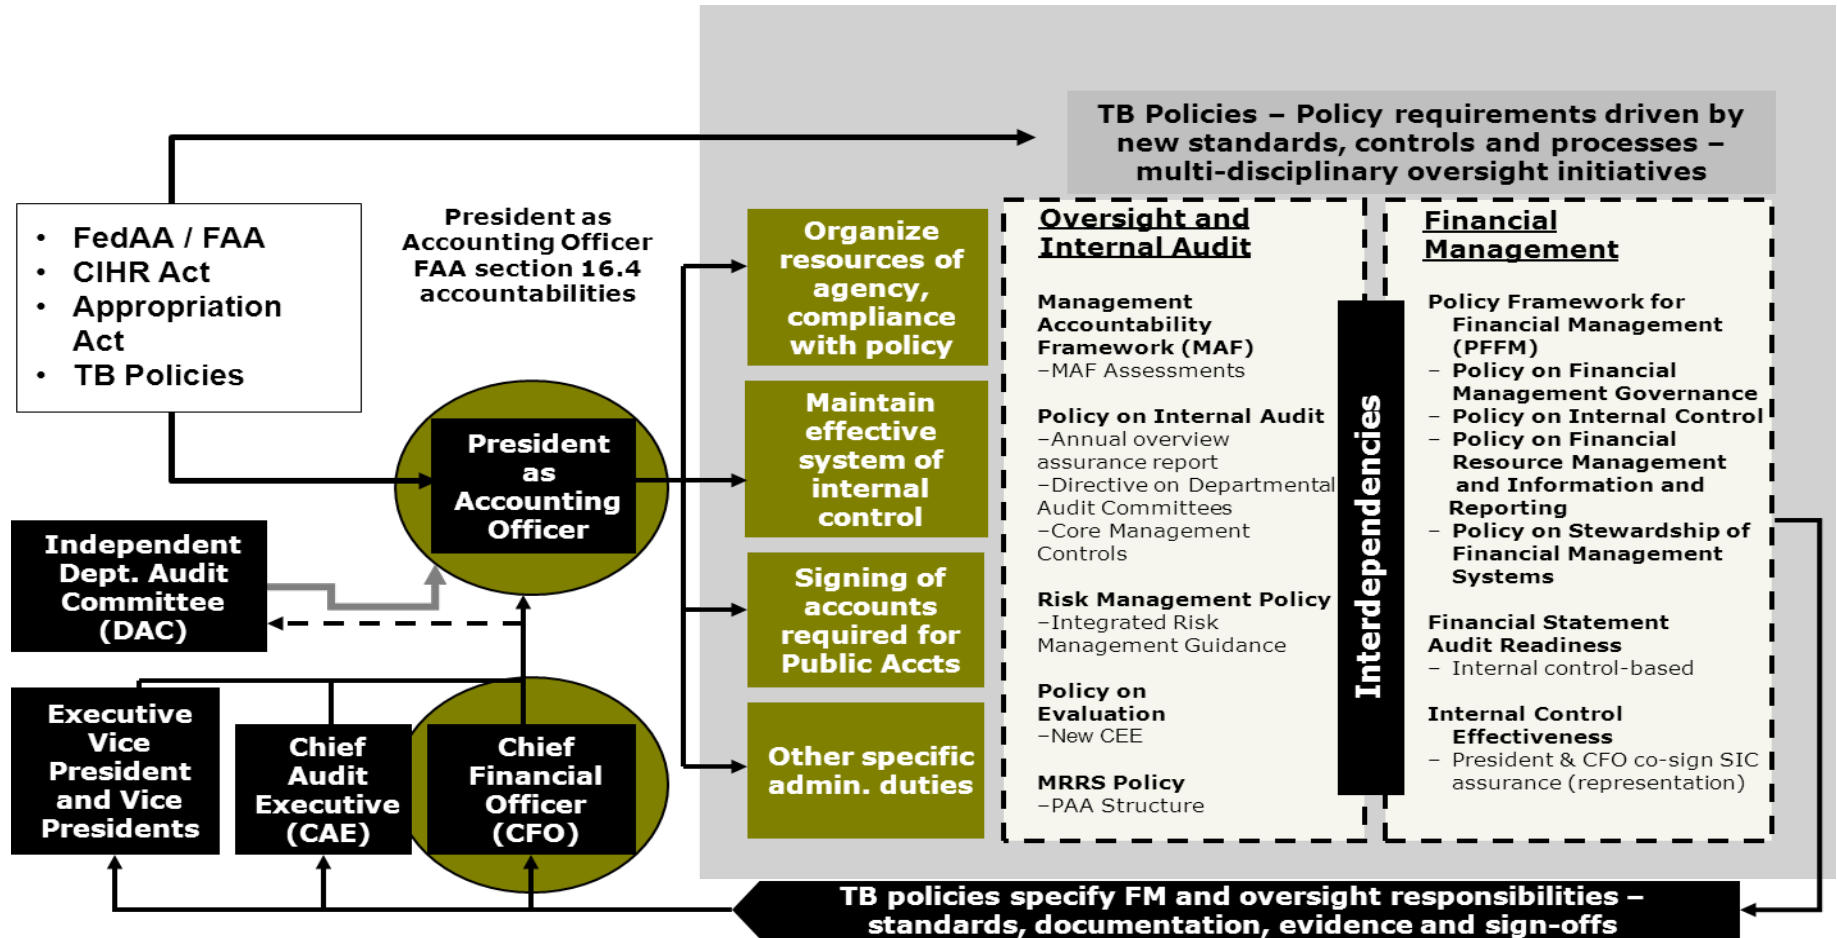 TB Policies – Policy requirements driven by
new standards, controls and processes –
multi-disciplinary oversight initiatives
• FedAA / FAA
• CIHR Act
• Appropriation
Act
• TB Policies
President as
Accounting Officer
FAA section 16.4
accountabilities
President
as
Accounting
Officer
Independent
Dept. Audit
Committee
(DAC)
Executive
Vice
President
and Vice
Presidents
Chief
Audit
Executive
(CAE)
Chief
Financial
Officer
(CFO)
Organize
resources of
agency,
compliance
with policy
Maintain
effective
system of
internal
control
Signing of
accounts
required for
Public Accts
Other specific
admin. duties
Oversight and
Internal Audit
Management
Accountability
Framework (MAF)
–MAF Assessments
Policy on Internal Audit
–Annual overview
assurance report
–Directive on Departmental
Audit Committees
–Core Management
Controls
Risk Management Policy
–Integrated Risk
Management Guidance
Policy on
Evaluation
–New CEE
MRRS Policy
–PAA Structure
Interdependencies
Financial
Management
Policy Framework for
Financial Management
(PFFM)
– Policy on Financial
Management Governance
– Policy on Internal Control
– Policy on Financial
Resource Management
and Information and
Reporting
– Policy on Stewardship of
Financial Management
Systems
Financial Statement
Audit Readiness
– Internal control-based
Internal Control
Effectiveness
– President & CFO co-sign SIC
assurance (representation)
TB policies specify FM and oversight responsibilities –
standards, documentation, evidence and sign-offs